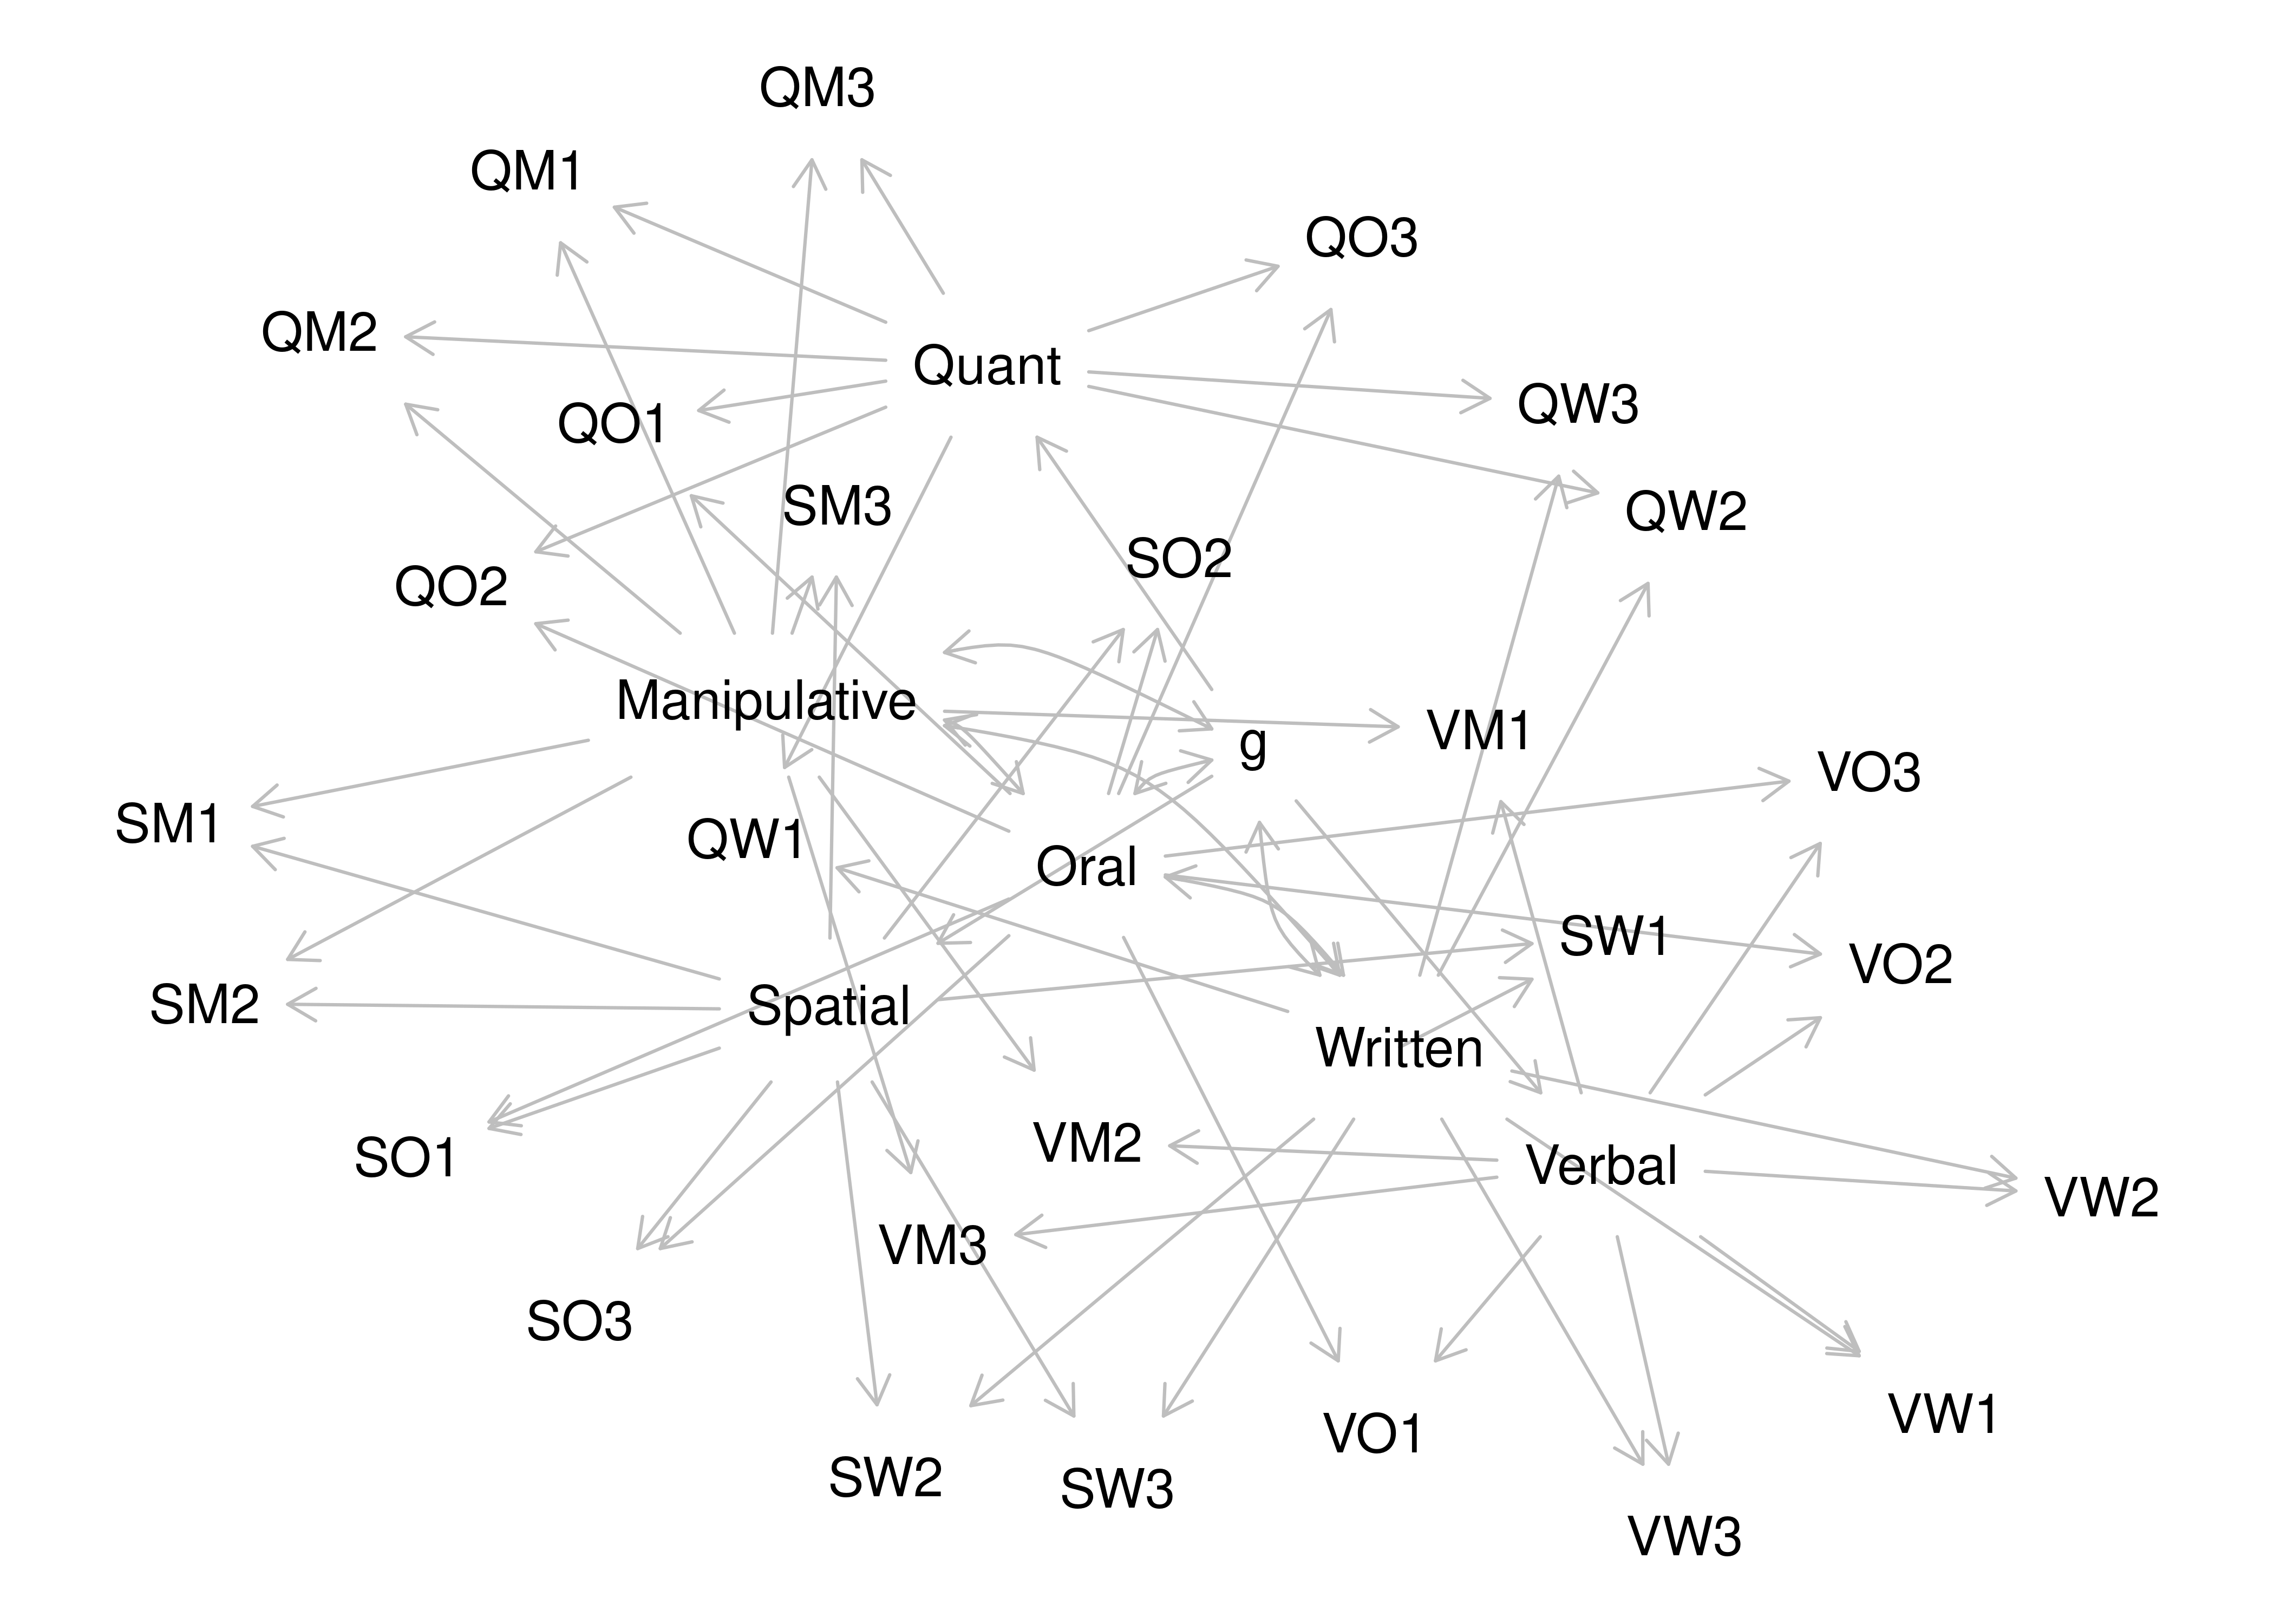 QM3
QM1
QO3
QM2
Quant
QW3
QO1
SM3
QW2
SO2
QO2
Manipulative
VM1
g
VO3
SM1
QW1
Oral
SW1
VO2
SM2
Spatial
Written
VM2
SO1
Verbal
VW2
VM3
SO3
VW1
VO1
SW2
SW3
VW3